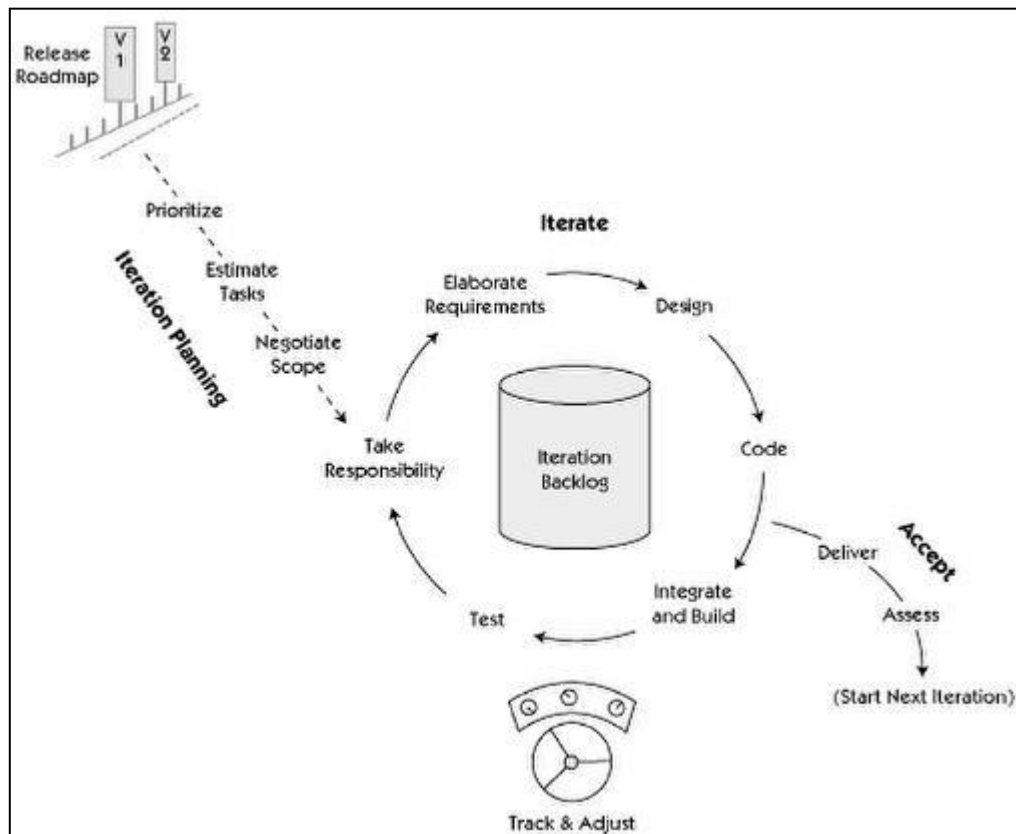 Release
Roadmap
V
1
V
2
Prioritize
Estimate
Tasks
Negotiate
Scope
Iteration Planning
Iterate
Elaborate
Requirements
Design
Take
Responsibility
Iteration
Backlog
Code
Accept
Deliver
Assess
(Start Next Iteration)
Integrate
and Build
Test
Track & Adjust